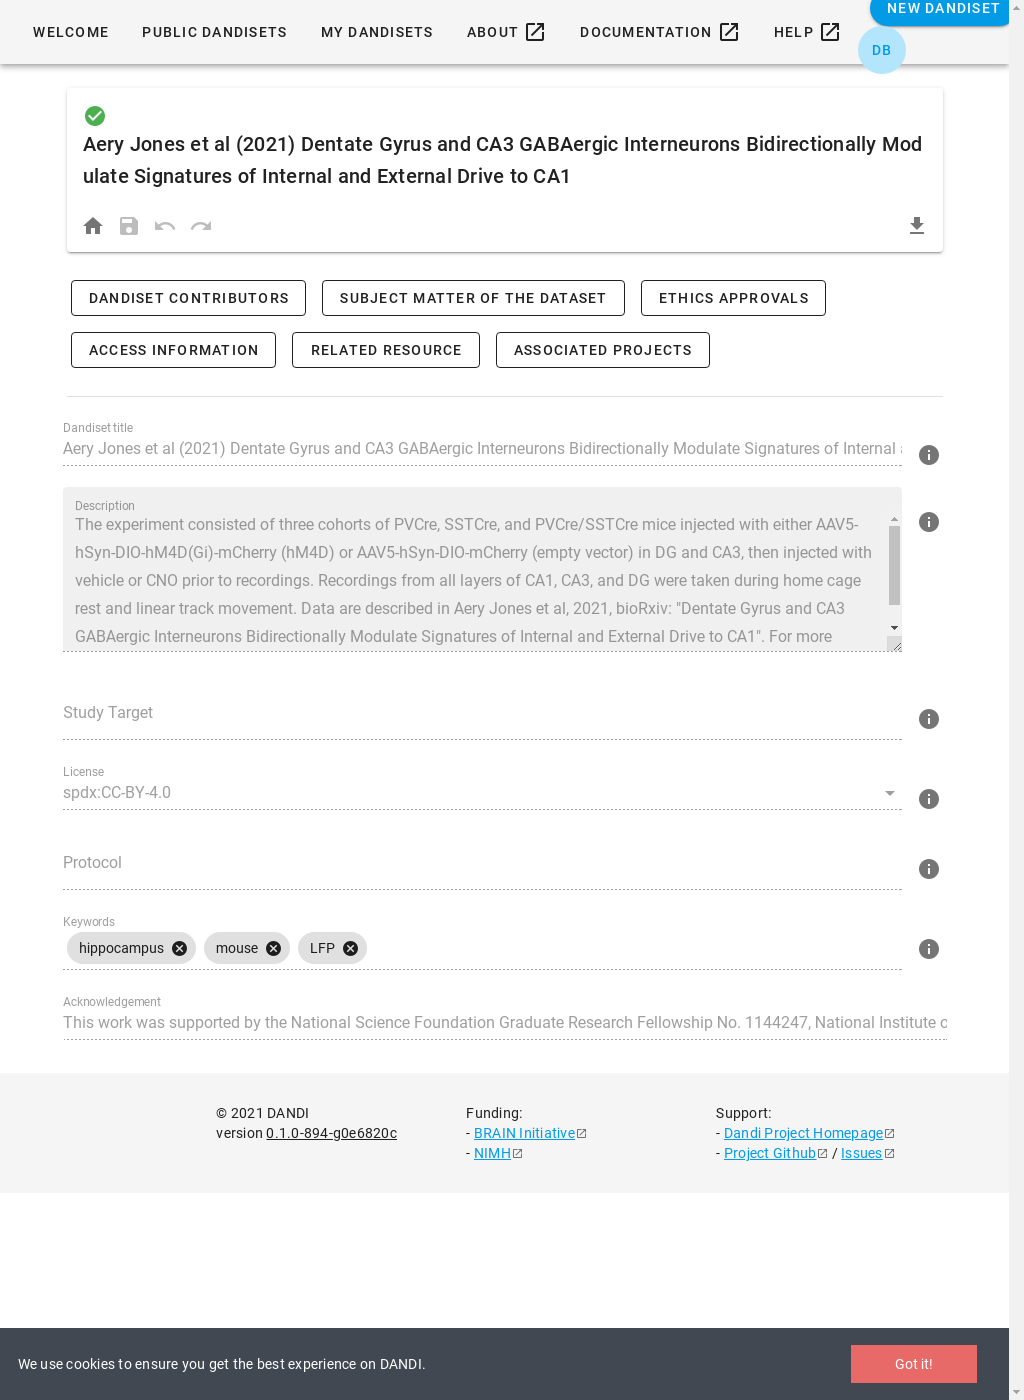 WELCOME PUBLIC DANDISETS MY DANDISETS ABOUT DOCUMENTATION HELP NEW DANDISET
DB
Aery Jones et al (2021) Dentate Gyrus and CA3 GABAergic Interneurons Bidirectionally Mod
ulate Signatures of Internal and External Drive to CA1
DANDISET CONTRIBUTORS SUBJECT MATTER OF THE DATASET ETHICS APPROVALS
ACCESS INFORMATION RELATED RESOURCE ASSOCIATED PROJECTS
Dandiset title
Aery Jones et al (2021) Dentate Gyrus and CA3 GABAergic Interneurons Bidirectionally Modulate Signatures of Internal
Description
The experiment consisted of three cohorts of PVCre, SSTCre, and PVCre/SSTCre mice injected with either AAV5-
hSyn-DIO-hM4D(Gi)-mCherry (hM4D) or AAV5-hSyn-DIO-mCherry (empty vector) in DG and CA3, then injected with
vehicle or CNO prior to recordings. Recordings from all layers of CA1, CA3, and DG were taken during home cage
rest and linear track movement. Data are described in Aery Jones et al, 2021, bioRxiv: "Dentate Gyrus and CA3
GABAergic Interneurons Bidirectionally Modulate Signatures of Internal and External Drive to CA1". For more
Study Target
License
spdx:CC-BY-4.0
Protocol
Keywords
hippocampus mouse LFP
Acknowledgement
This work was supported by the National Science Foundation Graduate Research Fellowship No. 1144247, National Institute
© 2021 DANDI
version 0.1.0-894-g0e6820c
Funding:
- BRAIN Initiative
- NIMH
Support:
- Dandi Project Homepage
- Project Github / Issues
We use cookies to ensure you get the best experience on DANDI.
Got it!